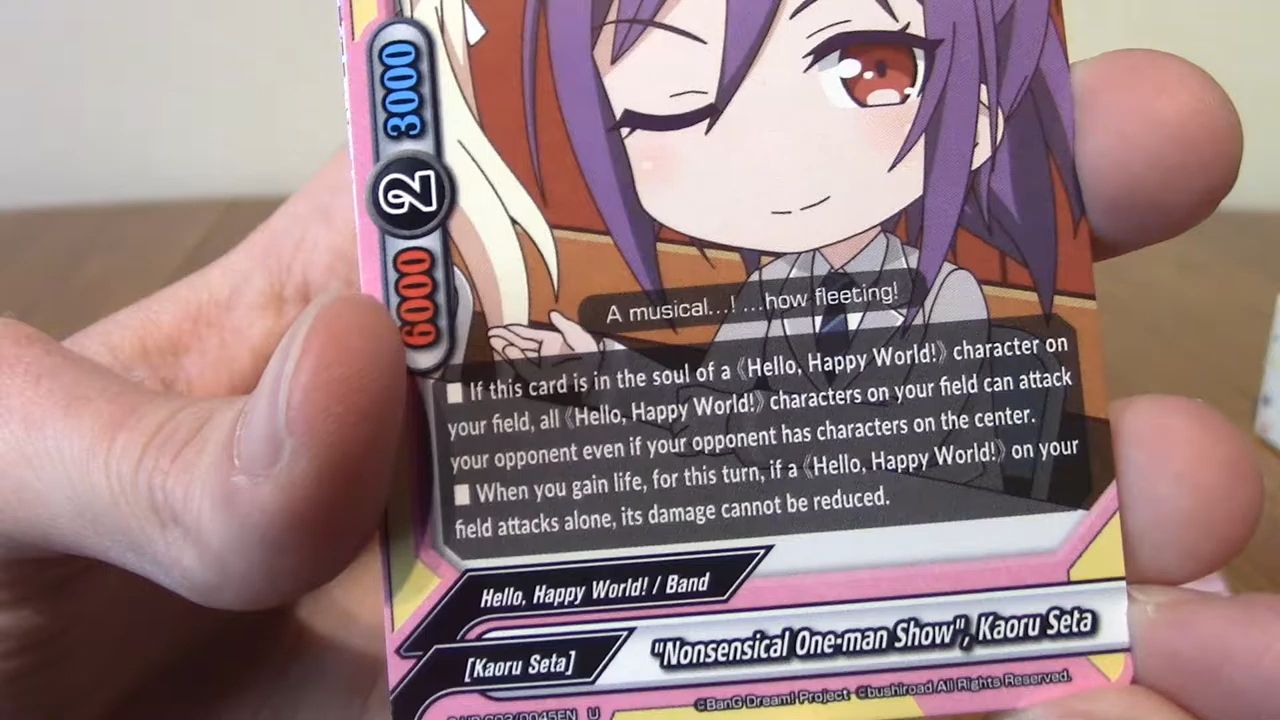 3000
2
6000
A musical...! ...how fleeting!
■ If this card is in the soul of a 《Hello, Happy World!》 character on
your field, all 《Hello, Happy World!》 characters on your field can attack
your opponent even if your opponent has characters on the center.
■ When you gain life, for this turn, if a 《Hello, Happy World!》 on your
field attacks alone, its damage cannot be reduced.
Hello, Happy World! / Band
[Kaoru Seta]
"Nonsensical One-man Show", Kaoru Seta
©BanG Dream! Project ©bushiroad All Rights Reserved.